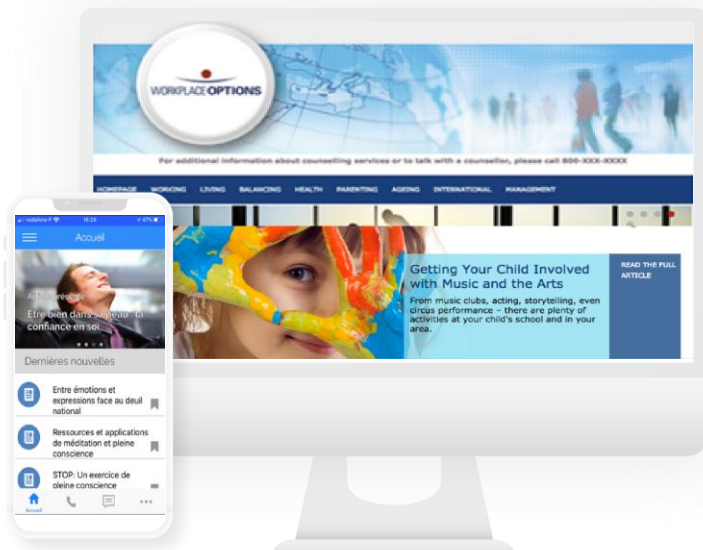 WORKPLACE OPTIONS
For additional information about counselling services or to talk with a counsellor, please call 800-XXX-XXXX
HOMEPAGE WORKING LIVING BALANCING HEALTH PARENTING AGEING INTERNATIONAL MANAGEMENT
Getting Your Child Involved
with Music and the Arts
From music clubs, acting, storytelling, even
circus performance – there are plenty of
activities at your child's school and in your
area.
READ THE FULL
ARTICLE
vodafone P 16:29 47%
Accueil
Etre bien dans sa peau : la
confiance en soi
Dernières nouvelles
Entre émotions et
expressions face au deuil
national
Ressources et applications
de méditation et pleine
conscience
STOP: Un exercice de
pleine conscience
Accueil